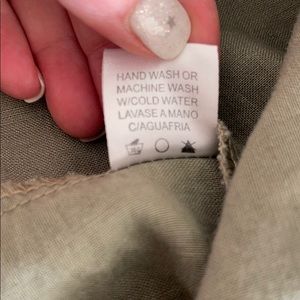 HAND WASH OR
MACHINE WASH
W/COLD WATER
LAVASE A MANO
C/AGUAFRIA